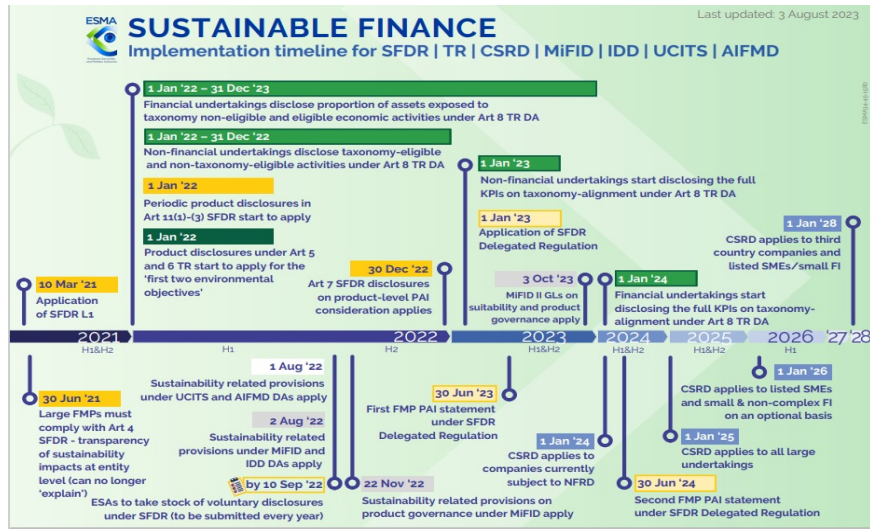 Last updated: 3 August 2023
ESMA
SUSTAINABLE FINANCE
Implementation timeline for SFDR | TR | CSRD | MiFID | IDD | UCITS | AIFMD
1 Jan '22 – 31 Dec '23
Financial undertakings disclose proportion of assets exposed to
taxonomy non-eligible and eligible economic activities under Art 8 TR DA
1 Jan '22 – 31 Dec '22
Non-financial undertakings disclose taxonomy-eligible
and non-taxonomy-eligible activities under Art 8 TR DA
1 Jan '22
Periodic product disclosures in
Art 11(1)-(3) SFDR start to apply
1 Jan '22
Product disclosures under Art 5
and 6 TR start to apply for the
'first two environmental
objectives'
10 Mar '21
Application
of SFDR L1
30 Dec '22
Art 7 SFDR disclosures
on product-level PAI
consideration applies
1 Jan '23
Non-financial undertakings start disclosing the full
KPIs on taxonomy-alignment under Art 8 TR DA
1 Jan '23
Application of SFDR
Delegated Regulation
3 Oct '23
MiFID II GLs on
suitability and product
governance apply
1 Jan '24
Financial undertakings start
disclosing the full KPIs on taxonomy-
alignment under Art 8 TR DA
1 Jan '28
CSRD applies to third
country companies and
listed SMEs/small FI
2021 2022 2023 2024 2025 2026 '27 '28
H1&H2 H1 H2 H1&H2 H1&H2 H1&H2 H1
30 Jun '21
Large FMPs must
comply with Art 4
SFDR - transparency
of sustainability
impacts at entity
level (can no longer
'explain')
1 Aug '22
Sustainability related provisions
under UCITS and AIFMD DAs apply
2 Aug '22
Sustainability related
provisions under MiFID and
IDD DAs apply
by 10 Sep '22
ESAs to take stock of voluntary disclosures
under SFDR (to be submitted every year)
22 Nov '22
Sustainability related provisions on
product governance under MiFID apply
30 Jun '23
First FMP PAI statement
under SFDR
Delegated Regulation
1 Jan '24
CSRD applies to
companies currently
subject to NFRD
30 Jun '24
Second FMP PAI statement
under SFDR Delegated Regulation
1 Jan '25
CSRD applies to all large
undertakings
1 Jan '26
CSRD applies to listed SMEs
and small & non-complex FI
on an optional basis